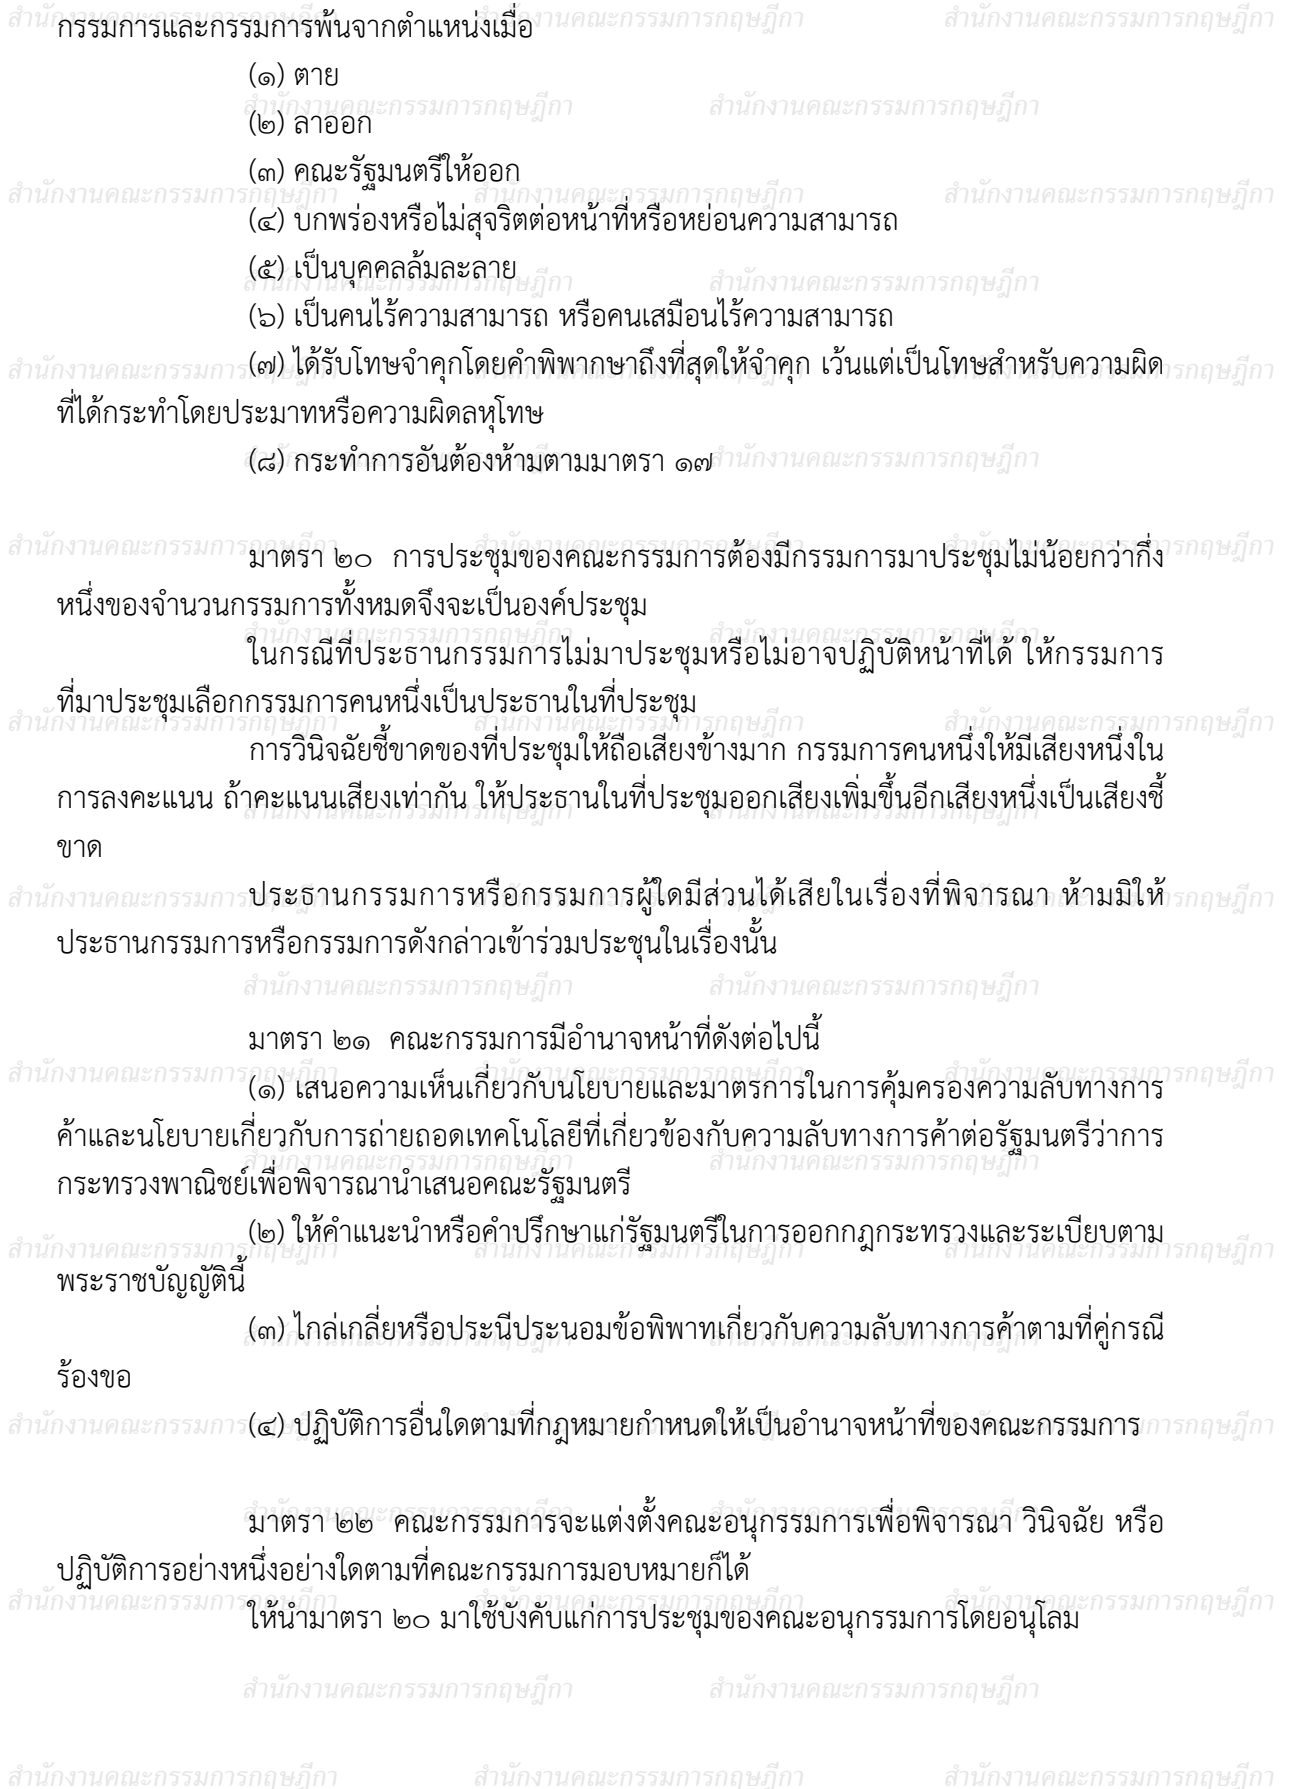 กรรมการและกรรมการพ้นจากตำแหน่งเมื่อ
(๑) ตาย
(๒) ลาออก
(๓) คณะรัฐมนตรีให้ออก
(๔) บกพร่องหรือไม่สุจริตต่อหน้าที่หรือหย่อนความสามารถ
(๕) เป็นบุคคลล้มละลาย
(๖) เป็นคนไร้ความสามารถ หรือคนเสมือนไร้ความสามารถ
(๗) ได้รับโทษจำคุกโดยคำพิพากษาถึงที่สุดให้จำคุก เว้นแต่เป็นโทษสำหรับความผิด
ที่ได้กระทำโดยประมาทหรือความผิดลหุโทษ
(๘) กระทำการอันต้องห้ามตามมาตรา ๑๗
มาตรา ๒๐ การประชุมของคณะกรรมการต้องมีกรรมการมาประชุมไม่น้อยกว่ากึ่ง
หนึ่งของจำนวนกรรมการทั้งหมดจึงจะเป็นองค์ประชุม
ในกรณีที่ประธานกรรมการไม่มาประชุมหรือไม่อาจปฏิบัติหน้าที่ได้ ให้กรรมการ
ที่มาประชุมเลือกกรรมการคนหนึ่งเป็นประธานในที่ประชุม
การวินิจฉัยชี้ขาดของที่ประชุมให้ถือเสียงข้างมาก กรรมการคนหนึ่งให้มีเสียงหนึ่งใน
การลงคะแนน ถ้าคะแนนเสียงเท่ากัน ให้ประธานในที่ประชุมออกเสียงเพิ่มขึ้นอีกเสียงหนึ่งเป็นเสียงชี้
ขาด
ประธานกรรมการหรือกรรมการผู้ใดมีส่วนได้เสียในเรื่องที่พิจารณา ห้ามมิให้
ประธานกรรมการหรือกรรมการดังกล่าวเข้าร่วมประชุนในเรื่องนั้น
มาตรา ๒๑ คณะกรรมการมีอำนาจหน้าที่ดังต่อไปนี้
(๑) เสนอความเห็นเกี่ยวกับนโยบายและมาตรการในการคุ้มครองความลับทางการ
ค้าและนโยบายเกี่ยวกับการถ่ายถอดเทคโนโลยีที่เกี่ยวข้องกับความลับทางการค้าต่อรัฐมนตรีว่าการ
กระทรวงพาณิชย์เพื่อพิจารณานำเสนอคณะรัฐมนตรี
(๒) ให้คำแนะนำหรือคำปรึกษาแก่รัฐมนตรีในการออกกฎกระทรวงและระเบียบตาม
พระราชบัญญัตินี้
(๓) ไกล่เกลี่ยหรือประนีประนอมข้อพิพาทเกี่ยวกับความลับทางการค้าตามที่คู่กรณี
ร้องขอ
(๔) ปฏิบัติการอื่นใดตามที่กฎหมายกำหนดให้เป็นอำนาจหน้าที่ของคณะกรรมการ
มาตรา ๒๒ คณะกรรมการจะแต่งตั้งคณะอนุกรรมการเพื่อพิจารณา วินิจฉัย หรือ
ปฏิบัติการอย่างหนึ่งอย่างใดตามที่คณะกรรมการมอบหมายก็ได้
ให้นำมาตรา ๒๐ มาใช้บังคับแก่การประชุมของคณะอนุกรรมการโดยอนุโลม